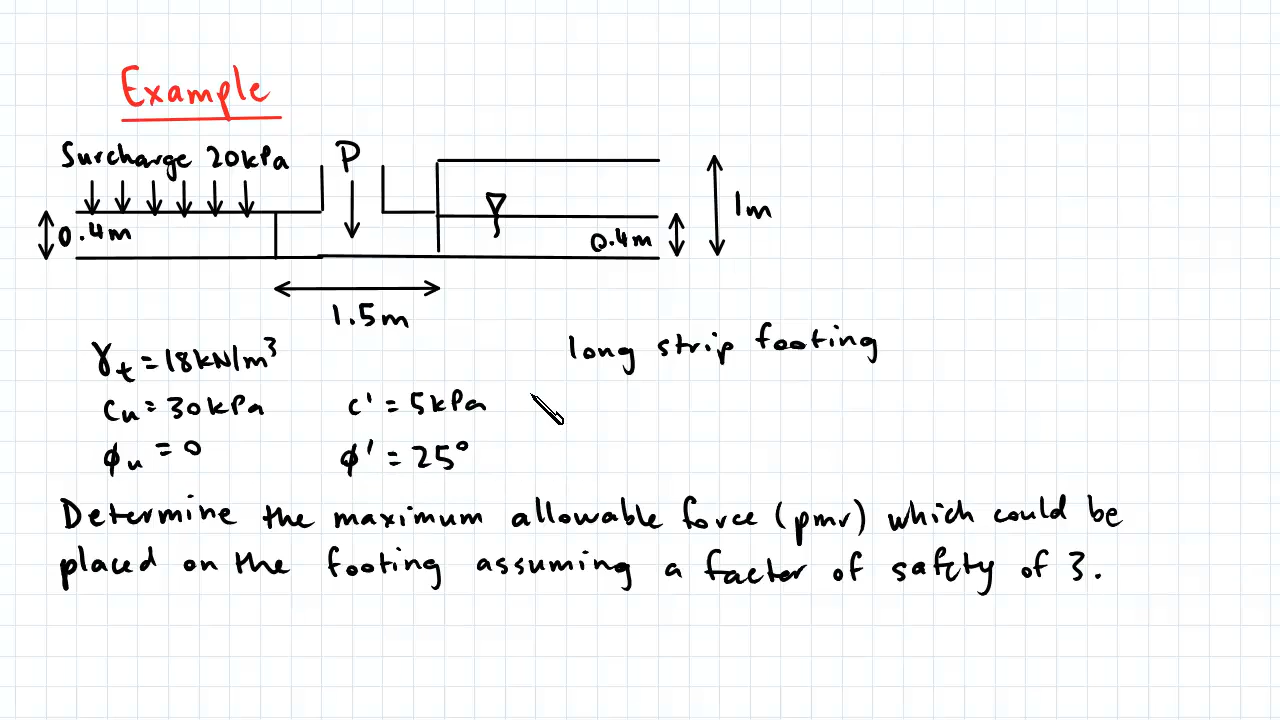 Example
Surcharge 20kPa
P
0.4m
0.4m
1m
1.5m
long strip footing
γt = 18kN/m³
cu = 30kPa c' = 5kPa
ϕu = 0 ϕ' = 25°
Determine the maximum allowable force (pmr) which could be
placed on the footing assuming a factor of safety of 3.